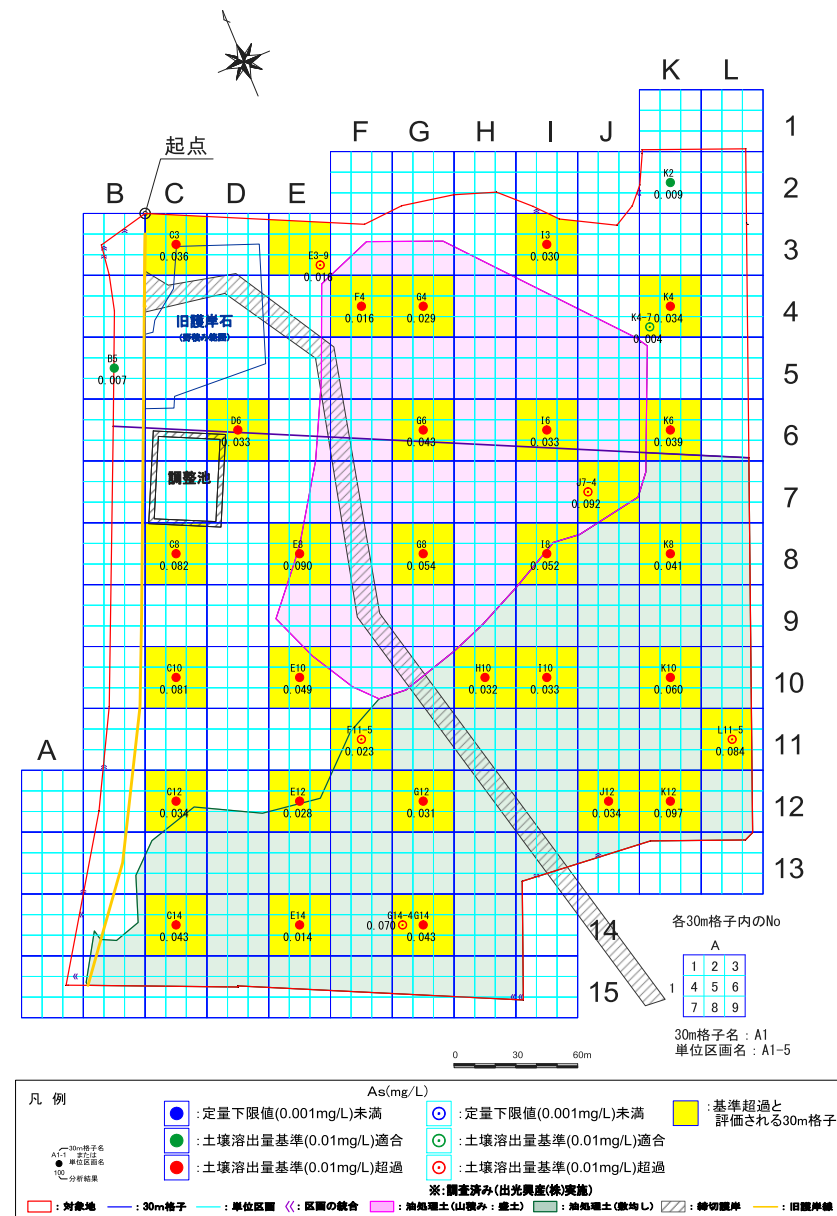 K L
F G H I J
1
起点
B C D E
2
K2
0.009
C3
0.036
E3-9
0.016
I3
0.030
3
F4
0.016
G4
0.029
K4
0.034
K4-7
0.004
4
旧護岸石
B5
0.007
5
D6
0.033
G6
0.043
I6
0.033
K6
0.039
6
調整池
J7-4
0.092
7
C8
0.082
E8
0.090
G8
0.054
I8
0.052
K8
0.041
8
9
C10
0.081
E10
0.049
H10
0.032
I10
0.033
K10
0.060
10
A
F11-5
0.023
L11-5
0.084
11
C12
0.034
E12
0.028
G12
0.031
J12
0.034
K12
0.097
12
13
C14
0.043
E14
0.014
G14-4
0.070
G14
0.043
14
15
各30m格子内のNo
A
1 2 3
1 4 5 6
7 8 9
30m格子名：A1
単位区画名：A1-5
0 30 60m
凡 例
As(mg/L)
：定量下限値(0.001mg/L)未満
：土壌溶出量基準(0.01mg/L)適合
：土壌溶出量基準(0.01mg/L)超過
：定量下限値(0.001mg/L)未満
：土壌溶出量基準(0.01mg/L)適合
：土壌溶出量基準(0.01mg/L)超過
：基準超過と
評価される30m格子
30m格子名
A1-1 または
単位区画名
100
分析結果
※：調査済み(出光興産(株)実施)
：対象地 ：30m格子 ：単位区画 ：区画の統合 ：油処理土(山積み：盛土) ：油処理土(敷均し) ：締切護岸 ：旧護岸線